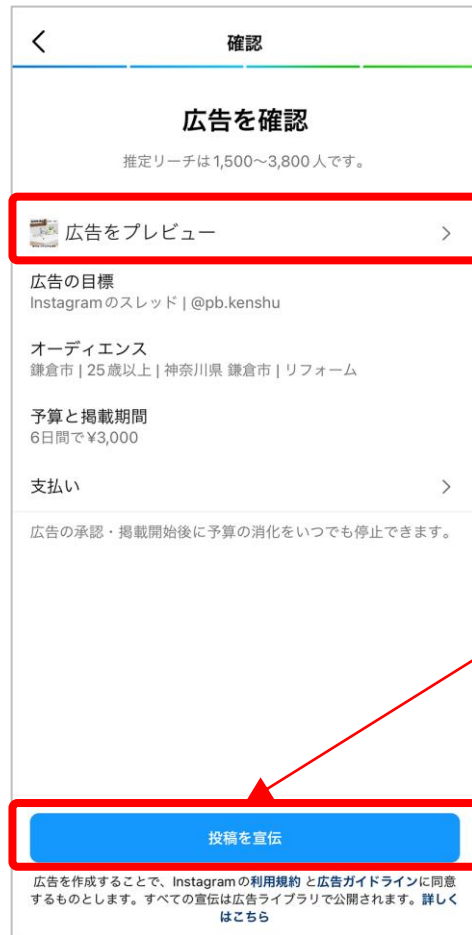 確認
広告を確認
推定リーチは1,500〜3,800人です。
広告をプレビュー
広告の目標
Instagramのスレッド | @pb.kenshu
オーディエンス
鎌倉市 | 25歳以上 | 神奈川県 鎌倉市 | リフォーム
予算と掲載期間
6日間で¥3,000
支払い
広告の承認・掲載開始後に予算の消化をいつでも停止できます。
投稿を宣伝
広告を作成することで、Instagramの利用規約 と広告ガイドラインに同意
するものとします。すべての宣伝は広告ライブラリで公開されます。詳しく
はこちら